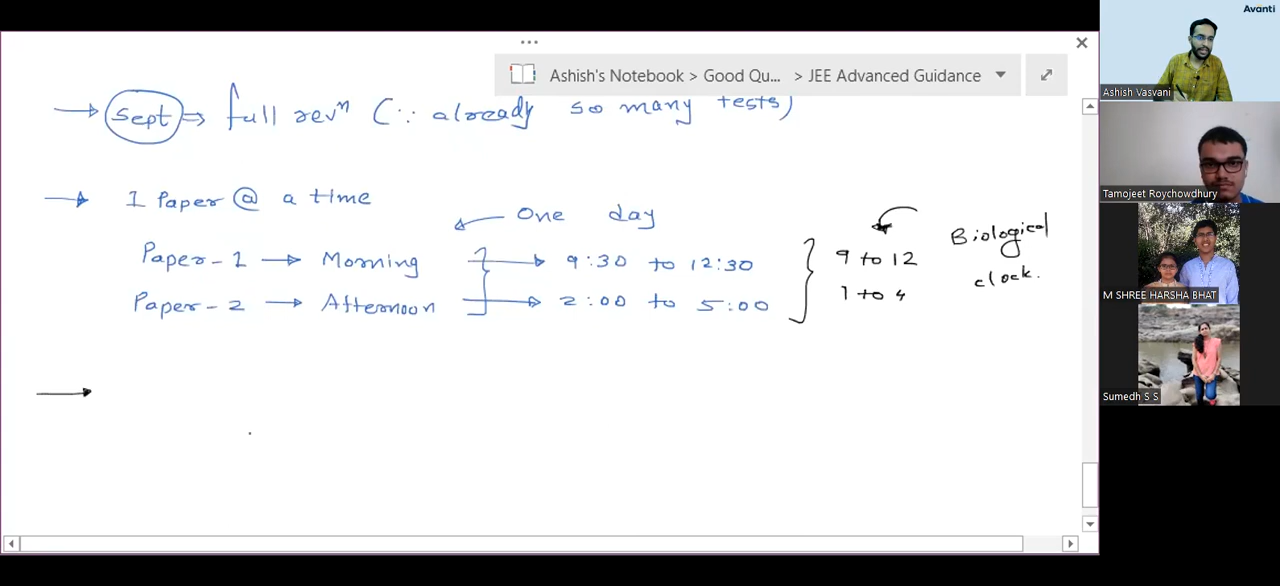 Avanti
Ashish's Notebook > Good Qu... > JEE Advanced Guidance
Ashish Vasvani
→ Sept ⇒ full revⁿ (∵ already so many tests)
Tamojeet Roychowdhury
→ 1 Paper @ a time
← One day
Biological clock.
Paper-1 → Morning → 9:30 to 12:30
9 to 12
Paper-2 → Afternoon → 2:00 to 5:00
1 to 4
M SHREE HARSHA BHAT
→
Sumedh S S